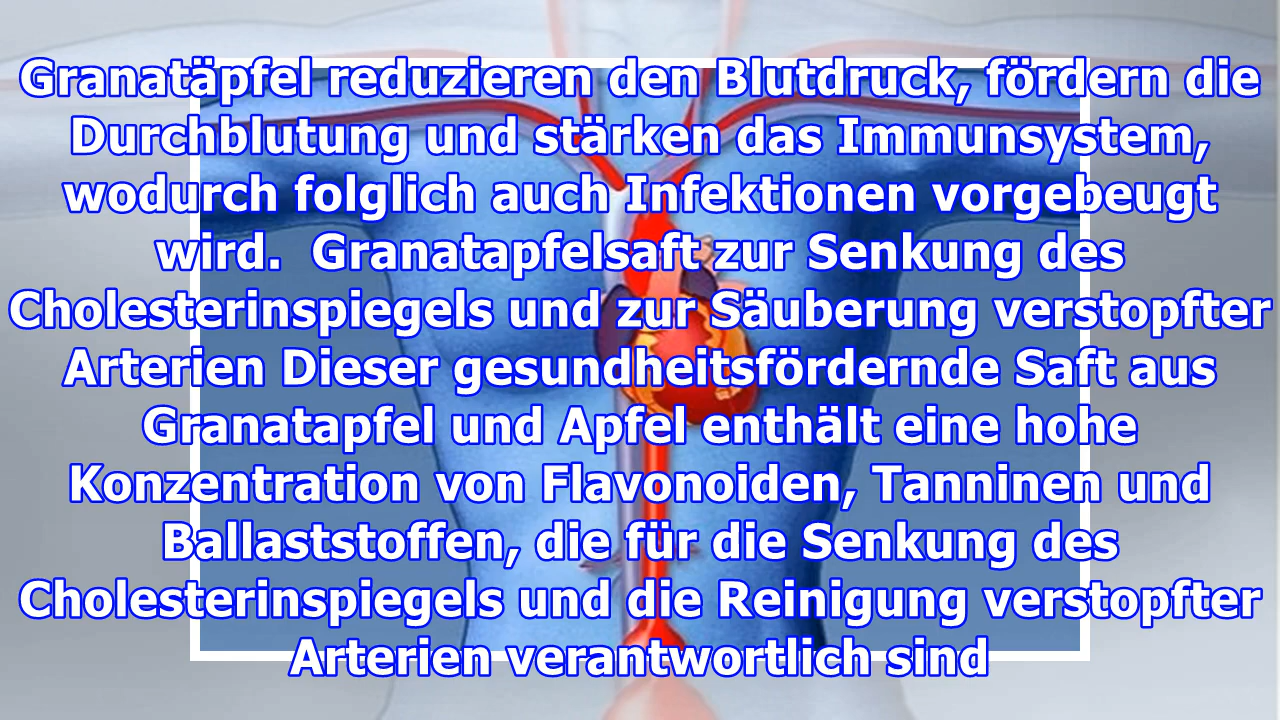 Granatäpfel reduzieren den Blutdruck, fördern die
Durchblutung und stärken das Immunsystem,
wodurch folglich auch Infektionen vorgebeugt
wird.  Granatapfelsaft zur Senkung des
Cholesterinspiegels und zur Säuberung verstopfter
Arterien Dieser gesundheitsfördernde Saft aus
Granatapfel und Apfel enthält eine hohe
Konzentration von Flavonoiden, Tanninen und
Ballaststoffen, die für die Senkung des
Cholesterinspiegels und die Reinigung verstopfter
Arterien verantwortlich sind